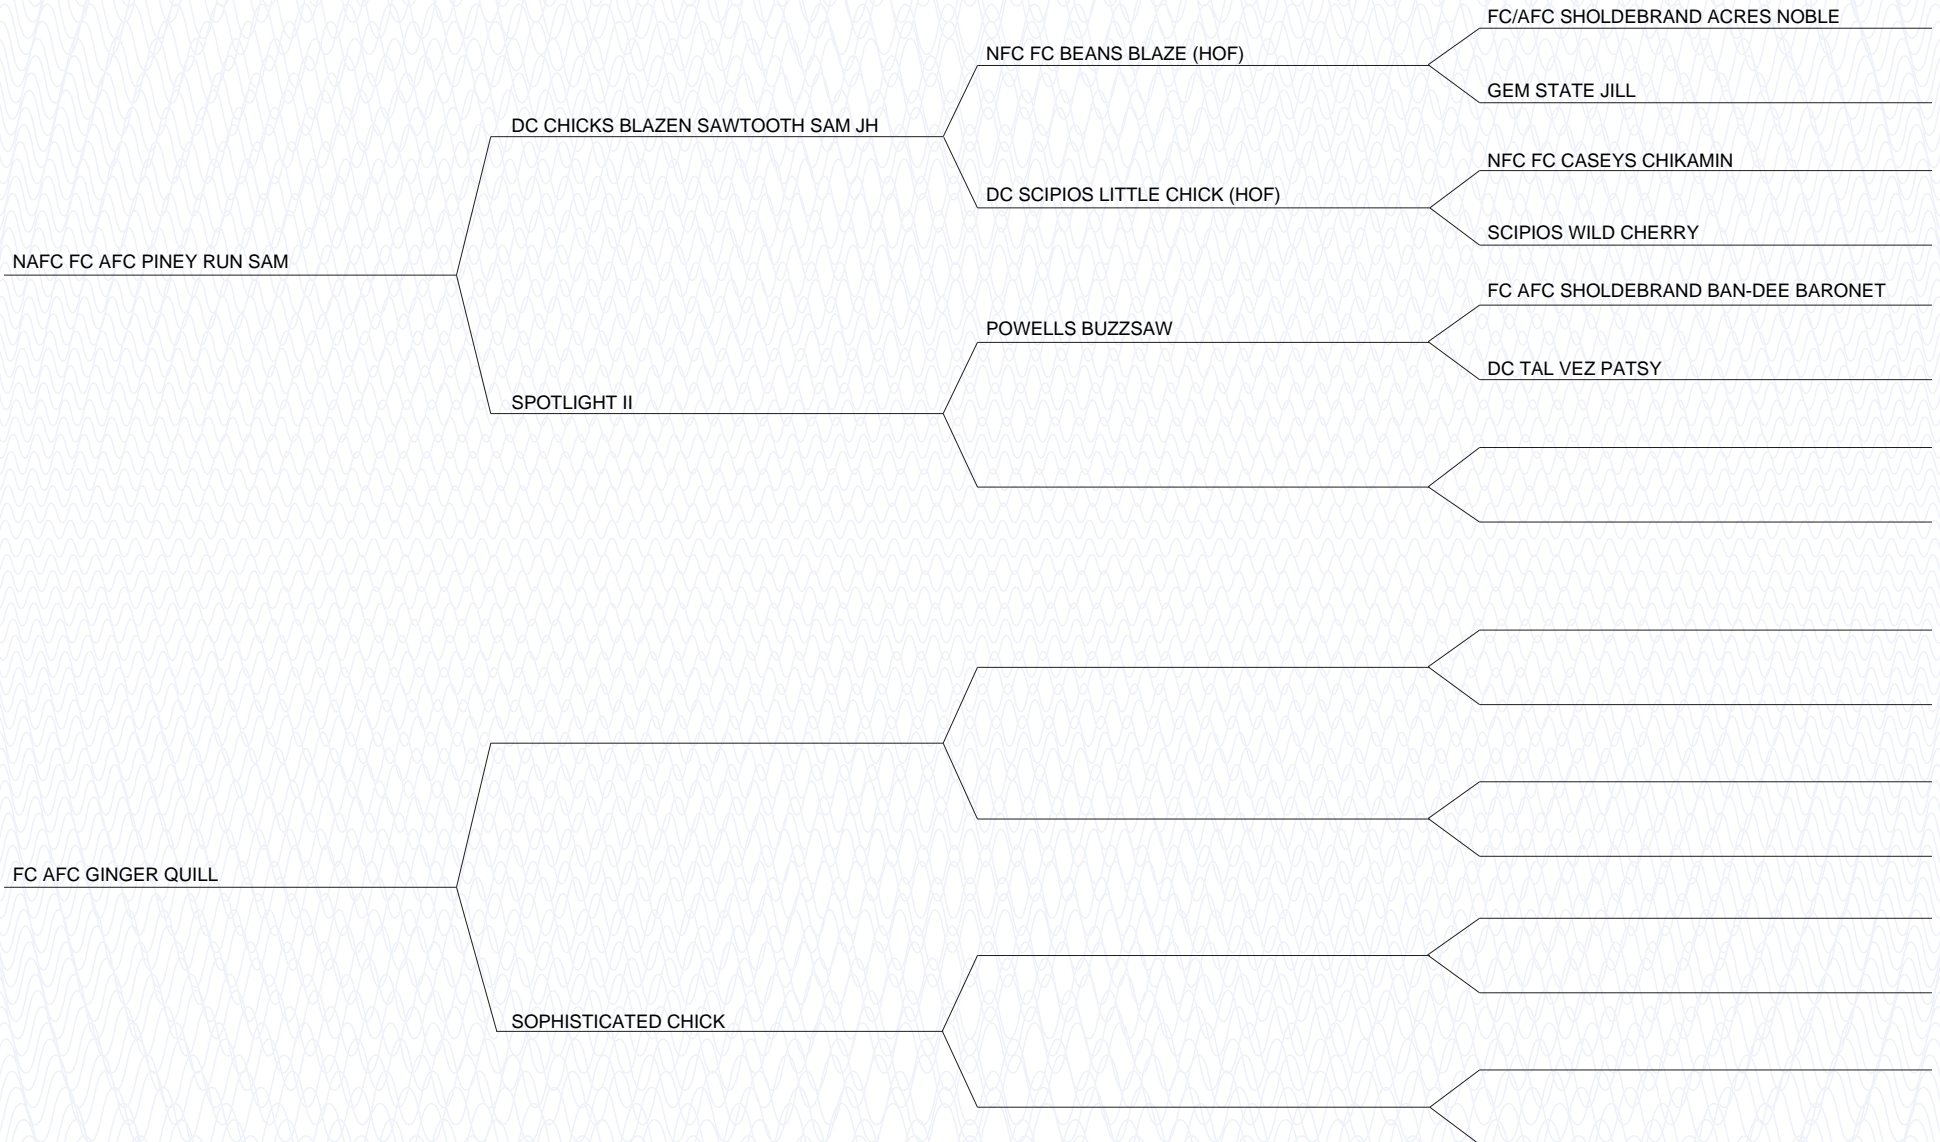 FC/AFC SHOLDEBRAND ACRES NOBLE
NFC FC BEANS BLAZE (HOF)
GEM STATE JILL
DC CHICKS BLAZEN SAWTOOTH SAM JH
NFC FC CASEYS CHIKAMIN
DC SCIPIOS LITTLE CHICK (HOF)
SCIPIOS WILD CHERRY
NAFC FC AFC PINEY RUN SAM
FC AFC SHOLDEBRAND BAN-DEE BARONET
POWELLS BUZZSAW
DC TAL VEZ PATSY
SPOTLIGHT II
FC AFC GINGER QUILL
SOPHISTICATED CHICK